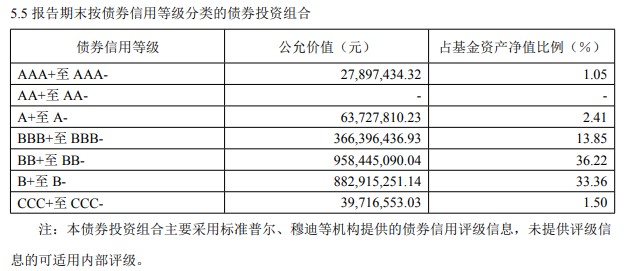 5.5 报告期末按债券信用等级分类的债券投资组合
债券信用等级 公允价值（元） 占基金资产净值比例（%）
AAA+至 AAA- 27,897,434.32 1.05
AA+至 AA- - -
A+至 A- 63,727,810.23 2.41
BBB+至 BBB- 366,396,436.93 13.85
BB+至 BB- 958,445,090.04 36.22
B+至 B- 882,915,251.14 33.36
CCC+至 CCC- 39,716,553.03 1.50
注：本债券投资组合主要采用标准普尔、穆迪等机构提供的债券信用评级信息，未提供评级信
息的可适用内部评级。